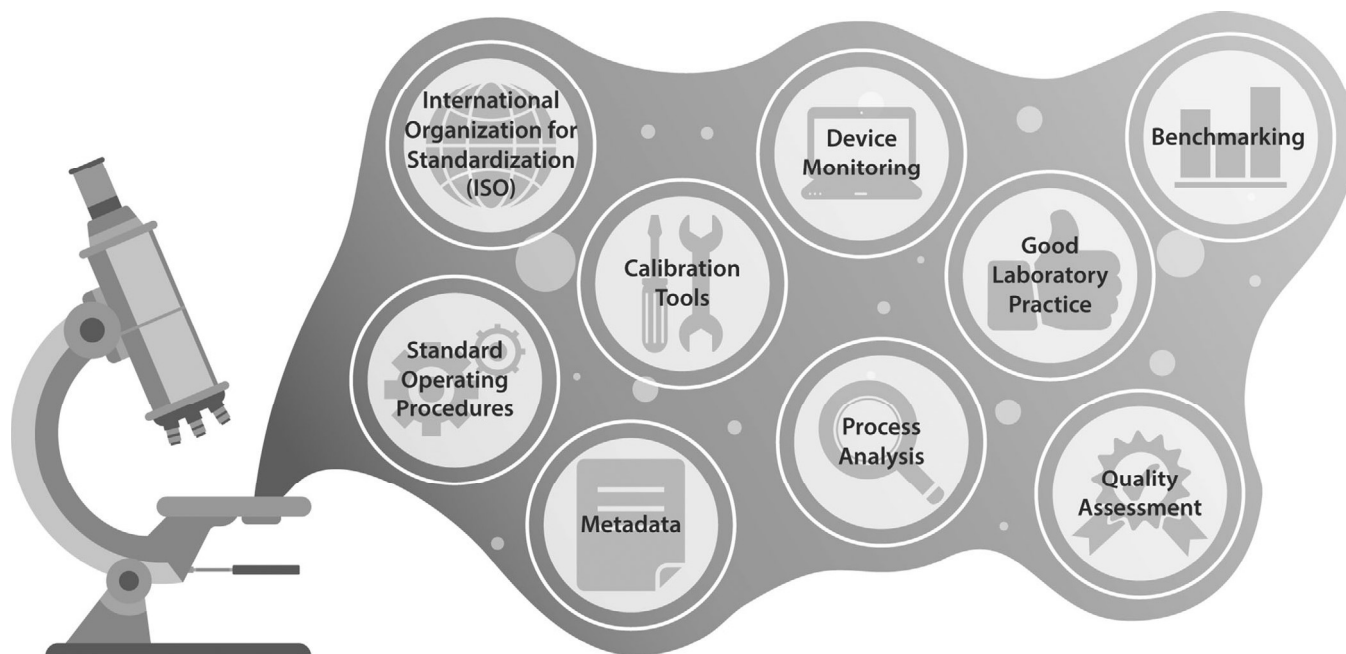 International
Organization for
Standardization
(ISO)
Device
Monitoring
Benchmarking
Calibration
Tools
Good
Laboratory
Practice
Standard
Operating
Procedures
Process
Analysis
Quality
Assessment
Metadata